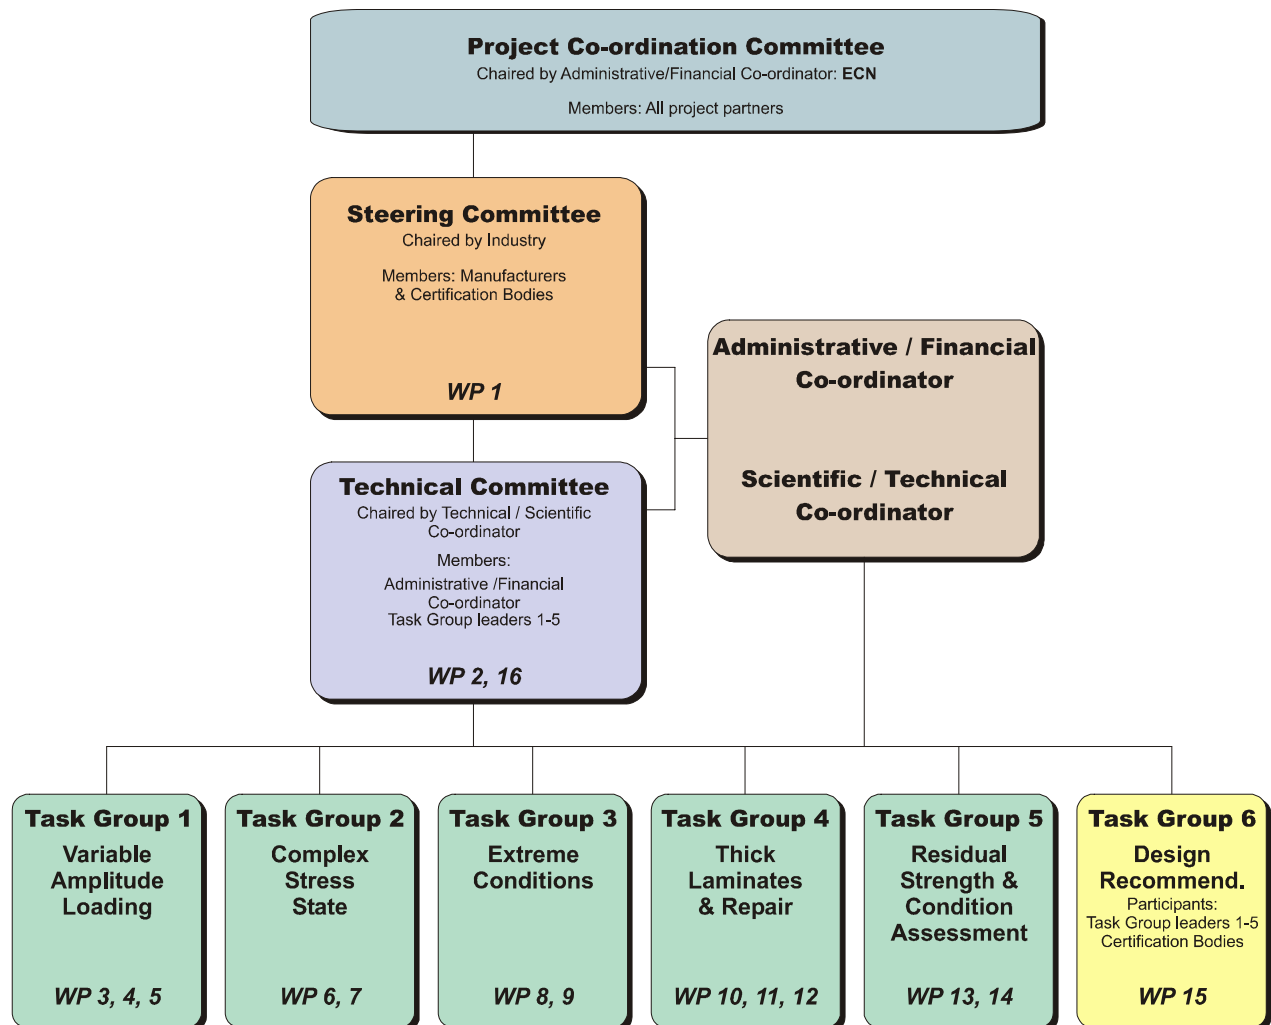 Project Co-ordination Committee
Chaired by Administrative/Financial Co-ordinator: ECN
Members: All project partners
Steering Committee
Chaired by Industry
Members: Manufacturers
& Certification Bodies
WP 1
Administrative / Financial
Co-ordinator
Scientific / Technical
Co-ordinator
Technical Committee
Chaired by Technical / Scientific
Co-ordinator
Members:
Administrative /Financial
Co-ordinator
Task Group leaders 1-5
WP 2, 16
Task Group 1
Variable
Amplitude
Loading
WP 3, 4, 5
Task Group 2
Complex
Stress
State
WP 6, 7
Task Group 3
Extreme
Conditions
WP 8, 9
Task Group 4
Thick
Laminates
& Repair
WP 10, 11, 12
Task Group 5
Residual
Strength &
Condition
Assessment
WP 13, 14
Task Group 6
Design
Recommend.
Participants:
Task Group leaders 1-5
Certification Bodies
WP 15